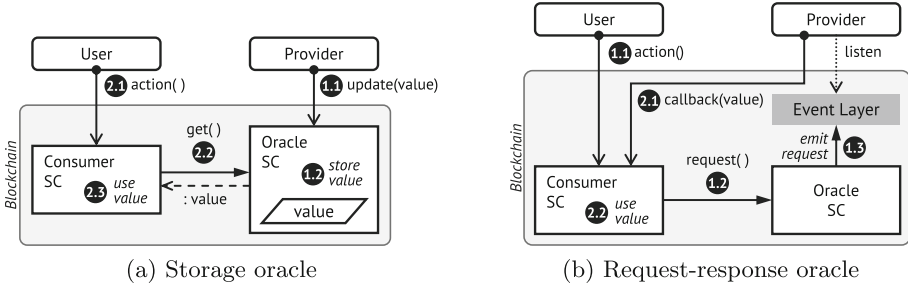 User
Provider
2.1 action( )
1.1 update(value)
Blockchain
get( )
2.2
Consumer
SC
2.3 use
value
: value
Oracle
SC
1.2 store
value
value
(a) Storage oracle
User
Provider
1.1 action()
listen
2.1 callback(value)
Event Layer
Blockchain
emit
request 1.3
request( )
1.2
Consumer
SC
2.2 use
value
Oracle
SC
(b) Request-response oracle